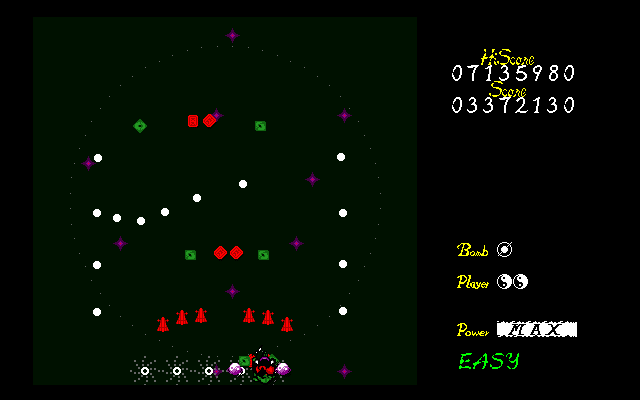 HiScore
07135980
Score
03372130
Bomb
Player
Power MAX
EASY